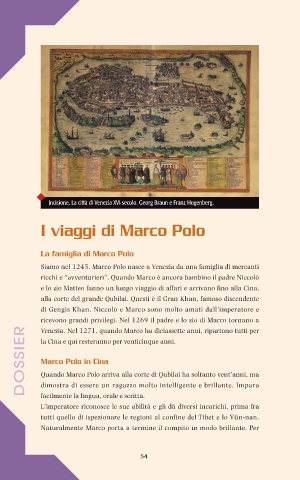 incisione, La città di Venezia XVI secolo. Georg Braun e Franz Hogenberg.
I viaggi di Marco Polo
La famiglia di Marco Polo
Siamo nel 1245. Marco Polo nasce a Venezia da una famiglia di mercanti
ricchi e "avventurieri". Quando Marco è ancora bambino il padre Niccolò
e lo zio Matteo fanno un lungo viaggio di affari e arrivano fino alla Cina,
alla corte del grande Qubilai. Questi è il Gran Khan, famoso discendente
di Gengis Khan. Niccolò e Marco sono molto amati dall'imperatore e
ricevono grandi privilegi. Nel 1269 il padre e lo zio di Marco tornano a
Venezia. Nel 1271, quando Marco ha diciassette anni, ripartono tutti per
la Cina e qui resteranno per venticinque anni.
Marco Polo in Cina
Quando Marco Polo arriva alla corte di Qubilai ha soltanto vent'anni, ma
dimostra di essere un ragazzo molto intelligente e brillante. Impara
facilmente la lingua, orale e scritta.
L'imperatore riconosce le sue abilità e gli dà diversi incarichi, prima fra
tutti quello di ispezionare le regioni al confine del Tibet e lo Yün-nan.
Naturalmente Marco porta a termine il compito in modo brillante. Per
DOSSIER
54